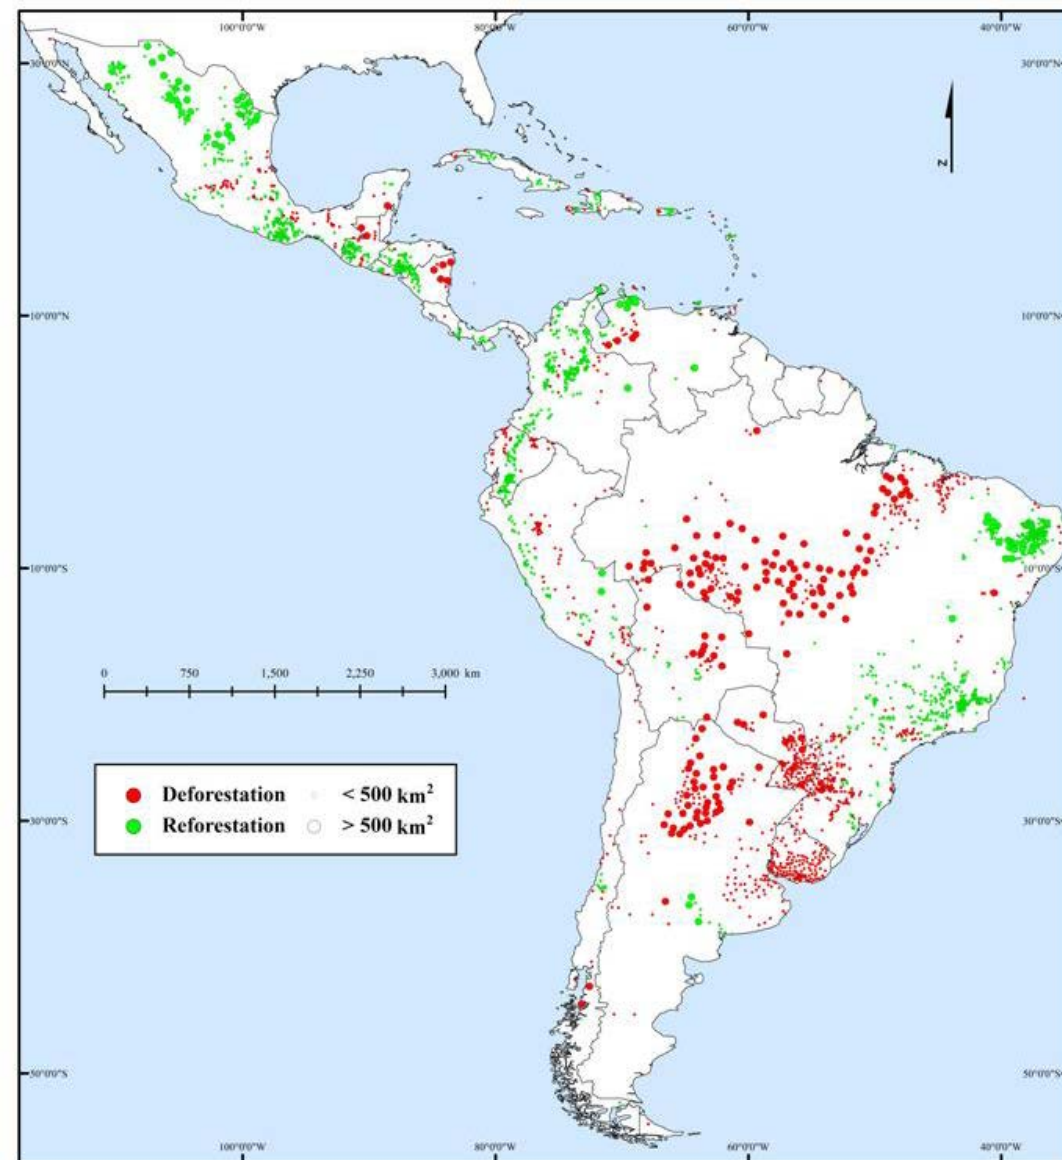 100°0'0"W 80°0'0"W 60°0'0"W 40°0'0"W
30°0'0"N 30°0'0"N
N
10°0'0"N 10°0'0"N
10°0'0"S 10°0'0"S
0 750 1,500 2,250 3,000 km
Deforestation < 500 km²
Reforestation > 500 km²
30°0'0"S 30°0'0"S
50°0'0"S 50°0'0"S
100°0'0"W 80°0'0"W 60°0'0"W 40°0'0"W